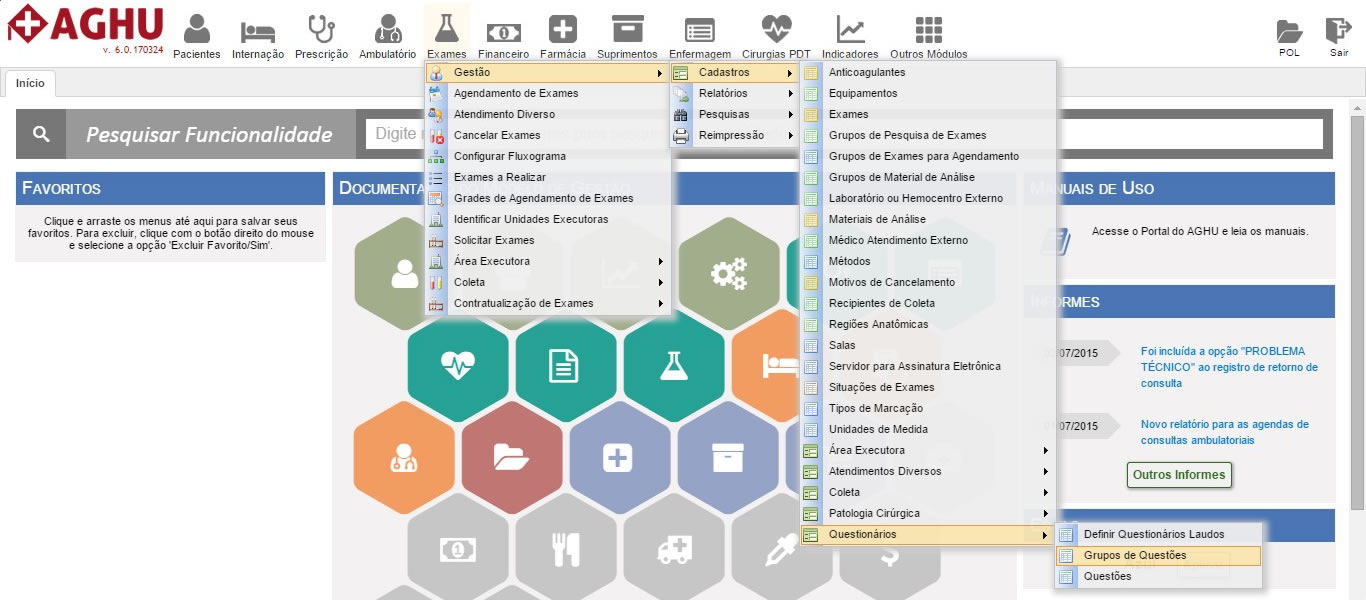 AGHU
v. 6.0.170324
Pacientes
Internação
Prescrição
Ambulatório
Exames
Financeiro
Farmácia
Suprimentos
Enfermagem
Cirurgias PDT
Indicadores
Outros Módulos
POL
Sair
Início
Pesquisar Funcionalidade
Digite
FAVORITOS
Clique e arraste os menus até aqui para salvar seus
favoritos. Para excluir, clique com o botão direito do mouse
e selecione a opção 'Excluir Favorito/Sim'.
Gestão
Agendamento de Exames
Atendimento Diverso
Cancelar Exames
Configurar Fluxograma
Exames a Realizar
Grades de Agendamento de Exames
Identificar Unidades Executoras
Solicitar Exames
Área Executora
Coleta
Contratualização de Exames
Cadastros
Relatórios
Pesquisas
Reimpressão
Anticoagulantes
Equipamentos
Exames
Grupos de Pesquisa de Exames
Grupos de Exames para Agendamento
Grupos de Material de Análise
Laboratório ou Hemocentro Externo
Materiais de Análise
Médico Atendimento Externo
Métodos
Motivos de Cancelamento
Recipientes de Coleta
Regiões Anatômicas
Salas
Servidor para Assinatura Eletrônica
Situações de Exames
Tipos de Marcação
Unidades de Medida
Área Executora
Atendimentos Diversos
Coleta
Patologia Cirúrgica
Questionários
Definir Questionários Laudos
Grupos de Questões
Questões
MANUAIS DE USO
Acesse o Portal do AGHU e leia os manuais.
INFORMES
/07/2015
Foi incluída a opção "PROBLEMA
TÉCNICO" ao registro de retorno de
consulta
/07/2015
Novo relatório para as agendas de
consultas ambulatoriais
Outros Informes